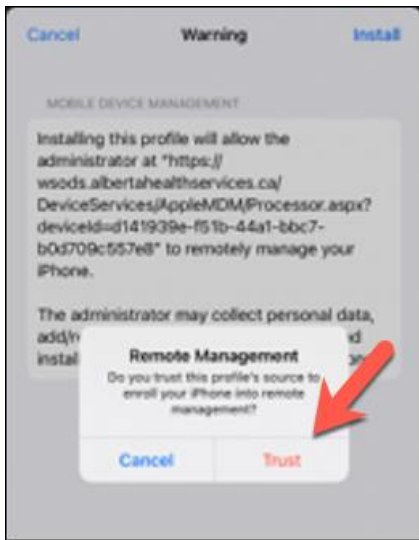 Cancel Warning Install
MOBILE DEVICE MANAGEMENT
Installing this profile will allow the
administrator at "https://
wsods.albertahealthservices.ca/
DeviceServices/AppleMDM/Processor.aspx?
deviceId=d141939e-f51b-44a1-bbc7-
b0d709c557e8" to remotely manage your
iPhone.
The administrator may collect personal data,
Remote Management
Do you trust this profile's source to
enroll your iPhone into remote
management?
Cancel Trust